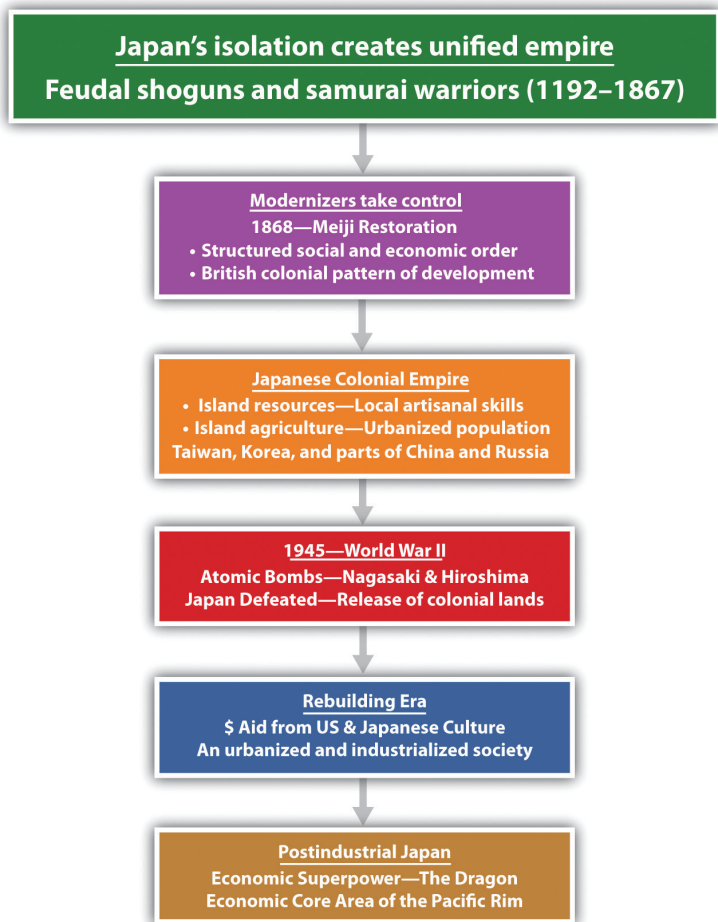 Japan’s isolation creates unified empire
Feudal shoguns and samurai warriors (1192–1867)
Modernizers take control
1868—Meiji Restoration
• Structured social and economic order
• British colonial pattern of development
Japanese Colonial Empire
• Island resources—Local artisanal skills
• Island agriculture—Urbanized population
Taiwan, Korea, and parts of China and Russia
1945—World War II
Atomic Bombs—Nagasaki & Hiroshima
Japan Defeated—Release of colonial lands
Rebuilding Era
$ Aid from US & Japanese Culture
An urbanized and industrialized society
Postindustrial Japan
Economic Superpower—The Dragon
Economic Core Area of the Pacific Rim